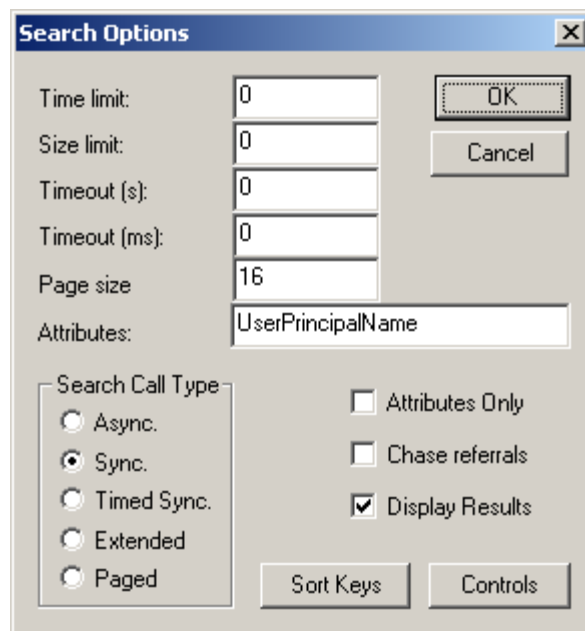 Search Options
Time limit: 0
OK
Size limit: 0
Cancel
Timeout (s): 0
Timeout (ms): 0
Page size 16
Attributes: UserPrincipalName
Search Call Type
Async.
Attributes Only
Sync.
Chase referrals
Timed Sync.
Display Results
Extended
Paged
Sort Keys
Controls